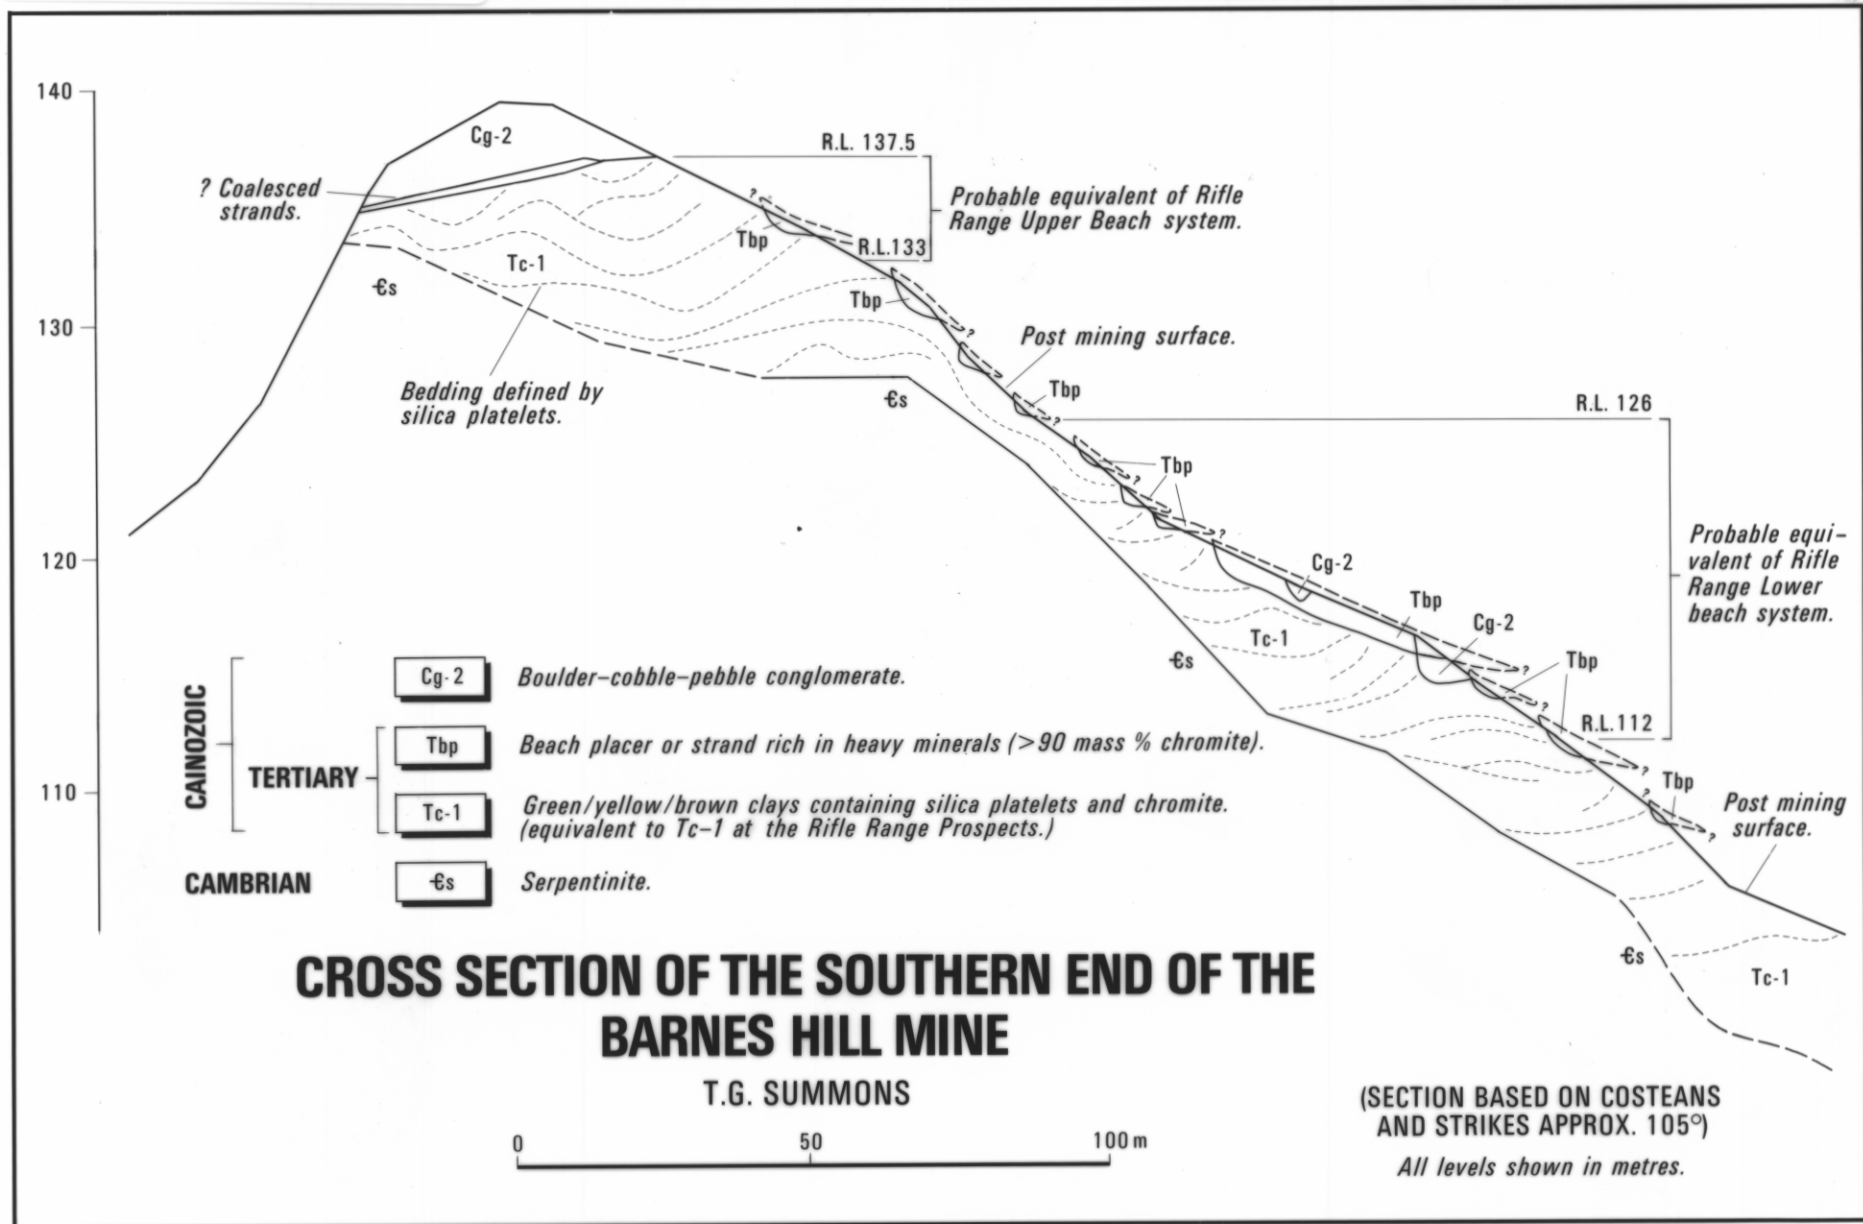 140
130
120
110
Cg-2
? Coalesced
strands.
R.L. 137.5
Probable equivalent of Rifle
Range Upper Beach system.
?
Tbp
R.L.133
Tc-1
Єs
Tbp
?
Post mining surface.
Bedding defined by
silica platelets.
Єs
Tbp
?
R.L. 126
Tbp
?
?
Cg-2
Probable equi-
valent of Rifle
Range Lower
beach system.
Tbp
Cg-2
Tc-1
Єs
Tbp
?
?
R.L.112
?
Tbp
?
?
Post mining
surface.
Єs
Tc-1
CAINOZOIC
TERTIARY
Cg-2 Boulder-cobble-pebble conglomerate.
Tbp Beach placer or strand rich in heavy minerals (>90 mass % chromite).
Tc-1 Green/yellow/brown clays containing silica platelets and chromite.
(equivalent to Tc-1 at the Rifle Range Prospects.)
CAMBRIAN
Єs Serpentinite.
CROSS SECTION OF THE SOUTHERN END OF THE
BARNES HILL MINE
T.G. SUMMONS
0 50 100 m
(SECTION BASED ON COSTEANS
AND STRIKES APPROX. 105°)
All levels shown in metres.